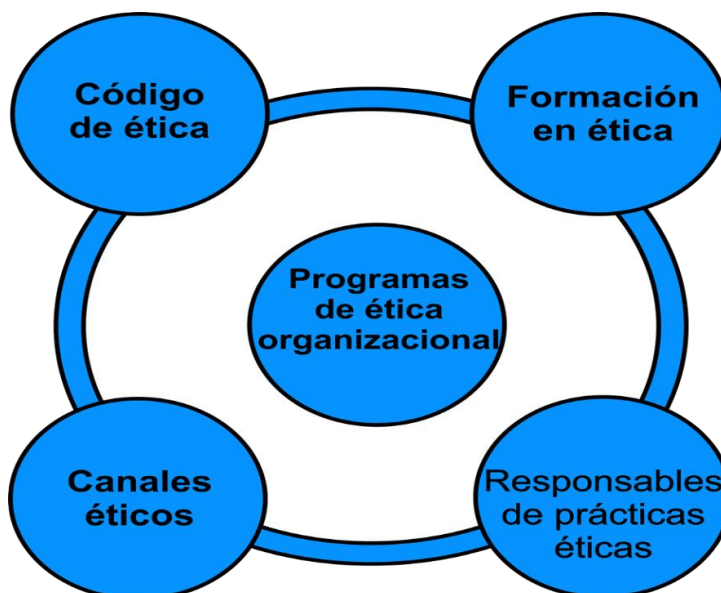 Código
de ética
Formación
en ética
Programas
de ética
organizacional
Canales
éticos
Responsables
de prácticas
éticas